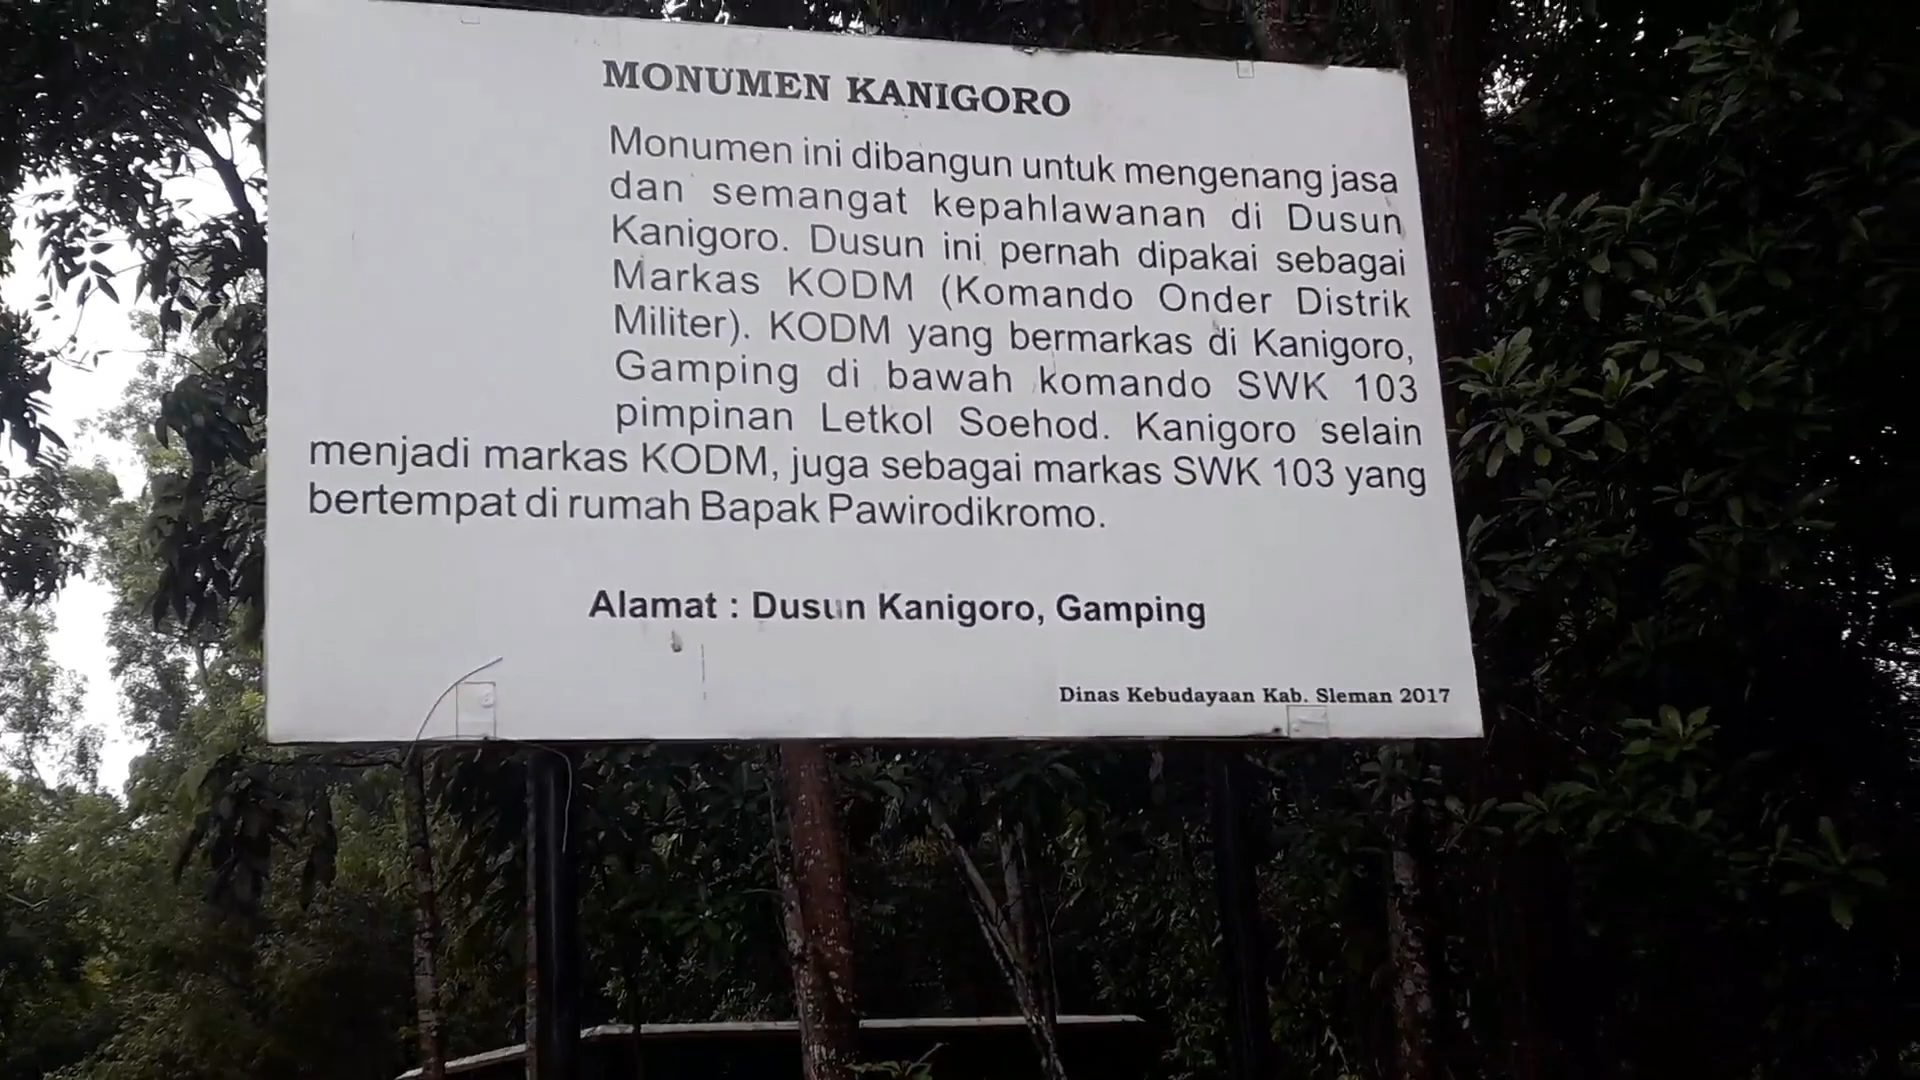 MONUMEN KANIGORO
Monumen ini dibangun untuk mengenang jasa
dan semangat kepahlawanan di Dusun
Kanigoro. Dusun ini pernah dipakai sebagai
Markas KODM (Komando Onder Distrik
Militer). KODM yang bermarkas di Kanigoro,
Gamping di bawah komando SWK 103
pimpinan Letkol Soehod. Kanigoro selain
menjadi markas KODM, juga sebagai markas SWK 103 yang
bertempat di rumah Bapak Pawirodikromo.
Alamat : Dusun Kanigoro, Gamping
Dinas Kebudayaan Kab. Sleman 2017